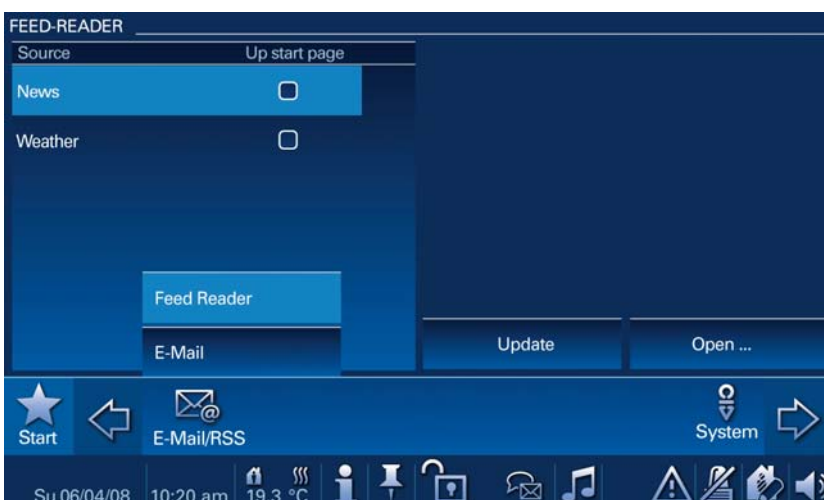 FEED-READER
Source Up start page
News
Weather
Feed Reader
E-Mail
Update Open ...
Start E-Mail/RSS System
Su 06/04/08 10:20 am 19.3 °C